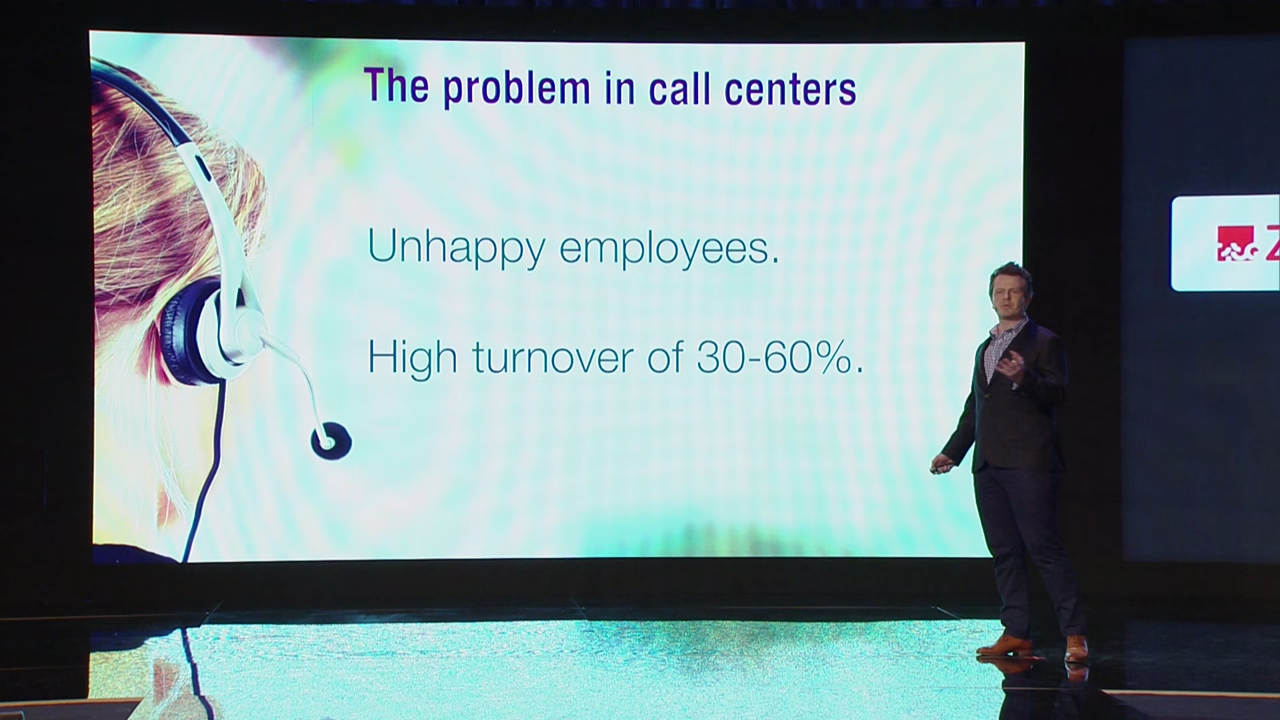 The problem in call centers
Unhappy employees.
High turnover of 30-60%.